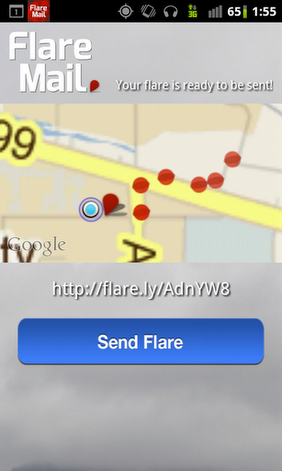 1 Flare Mail 3G 65 1:55
Flare
Mail
Your flare is ready to be sent!
99
A
Google
ty
http://flare.ly/AdnYW8
Send Flare